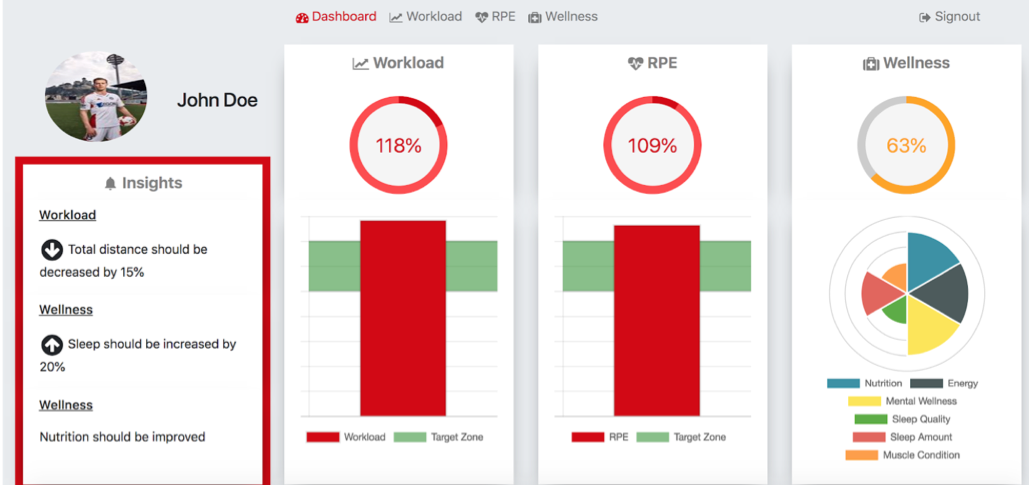 Dashboard Workload RPE Wellness Signout
John Doe
Insights
Workload
Total distance should be
decreased by 15%
Wellness
Sleep should be increased by
20%
Wellness
Nutrition should be improved
Workload
118%
Workload Target Zone
RPE
109%
RPE Target Zone
Wellness
63%
Nutrition Energy
Mental Wellness
Sleep Quality
Sleep Amount
Muscle Condition